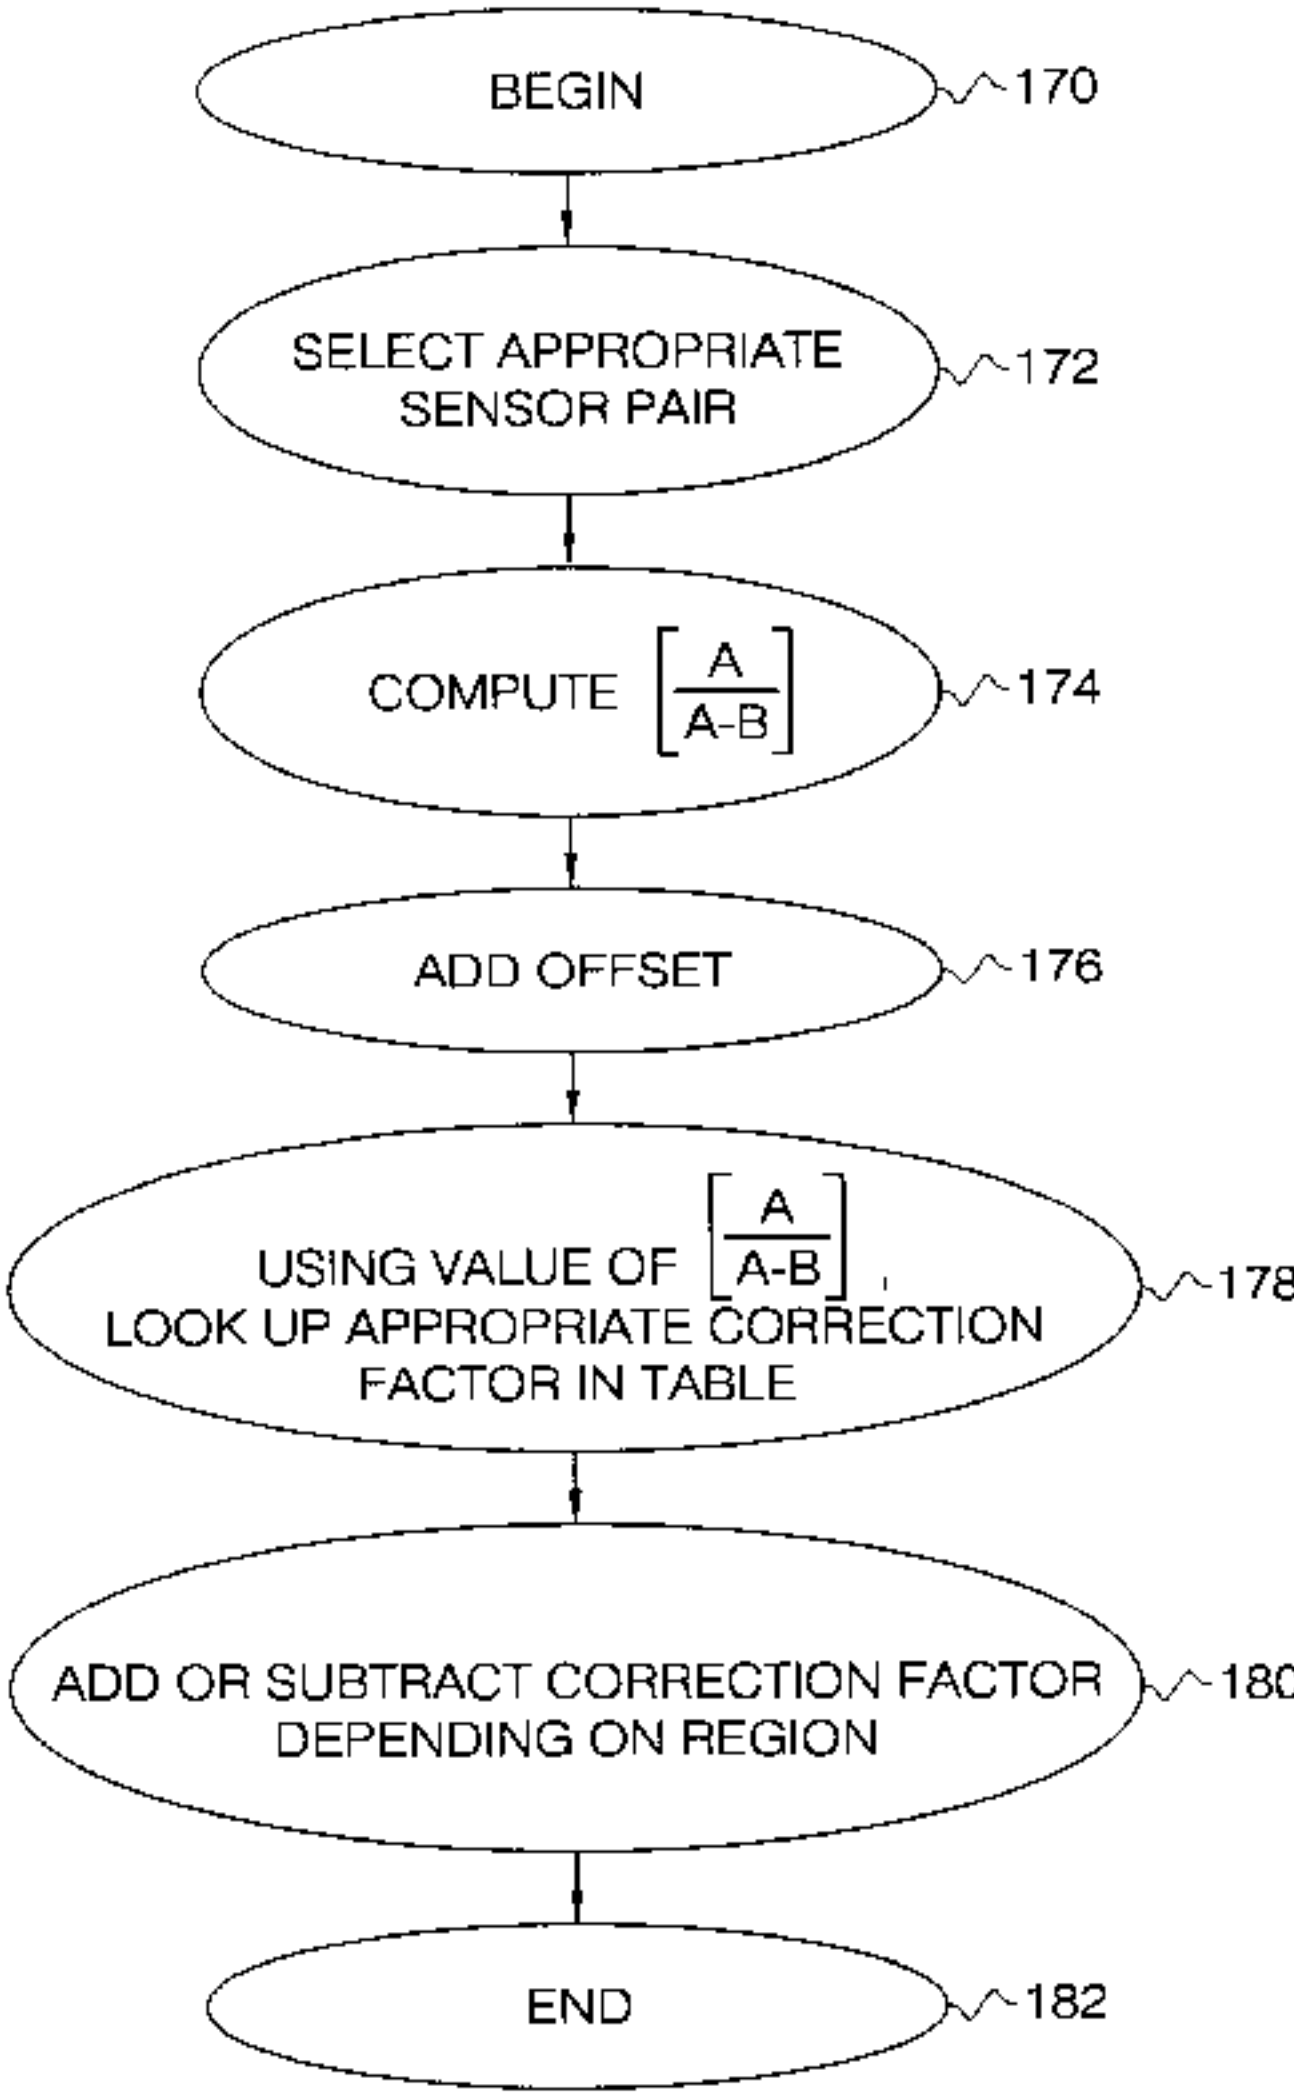 BEGIN
170
SELECT APPROPRIATE
SENSOR PAIR
172
COMPUTE [A / A-B]
174
ADD OFFSET
176
USING VALUE OF [A / A-B],
LOOK UP APPROPRIATE CORRECTION
FACTOR IN TABLE
178
ADD OR SUBTRACT CORRECTION FACTOR
DEPENDING ON REGION
180
END
182